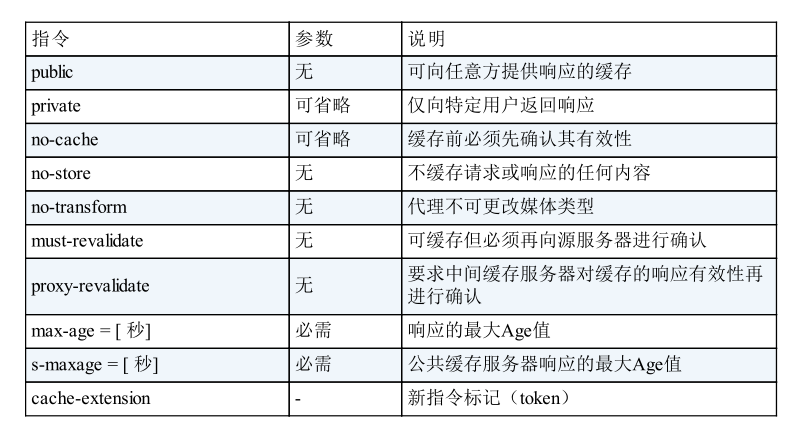 指令 参数 说明
public 无 可向任意方提供响应的缓存
private 可省略 仅向特定用户返回响应
no-cache 可省略 缓存前必须先确认其有效性
no-store 无 不缓存请求或响应的任何内容
no-transform 无 代理不可更改媒体类型
must-revalidate 无 可缓存但必须再向源服务器进行确认
proxy-revalidate 无 要求中间缓存服务器对缓存的响应有效性再
进行确认
max-age = [ 秒] 必需 响应的最大Age值
s-maxage = [ 秒] 必需 公共缓存服务器响应的最大Age值
cache-extension - 新指令标记（token）